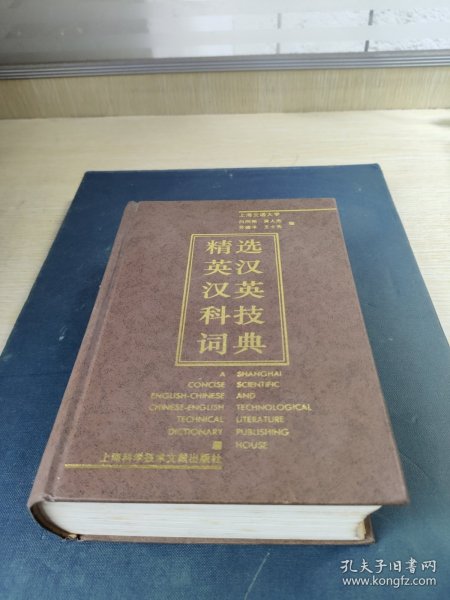 上海交通大学
编
精选
英汉
汉英
科技
词典
A SHANGHAI
CONCISE SCIENTIFIC
ENGLISH-CHINESE AND
CHINESE-ENGLISH TECHNOLOGICAL
TECHNICAL LITERATURE
DICTIONARY PUBLISHING
HOUSE
上海科学技术文献出版社
孔夫子旧书网
www.kongfz.com